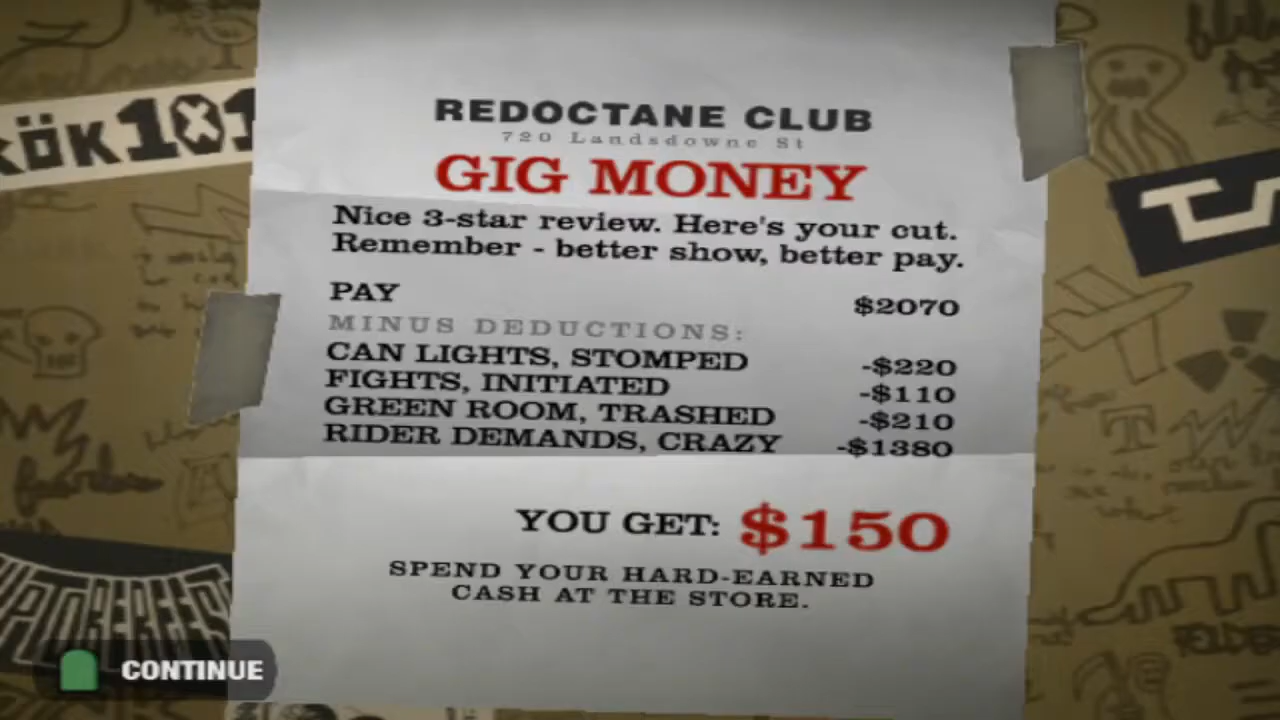 RÖK101
REDOCTANE CLUB
720 Landsdowne St
GIG MONEY
Nice 3-star review. Here's your cut.
Remember - better show, better pay.
PAY $2070
MINUS DEDUCTIONS:
CAN LIGHTS, STOMPED -$220
FIGHTS, INITIATED -$110
GREEN ROOM, TRASHED -$210
RIDER DEMANDS, CRAZY -$1380
YOU GET: $150
SPEND YOUR HARD-EARNED
CASH AT THE STORE.
CONTINUE